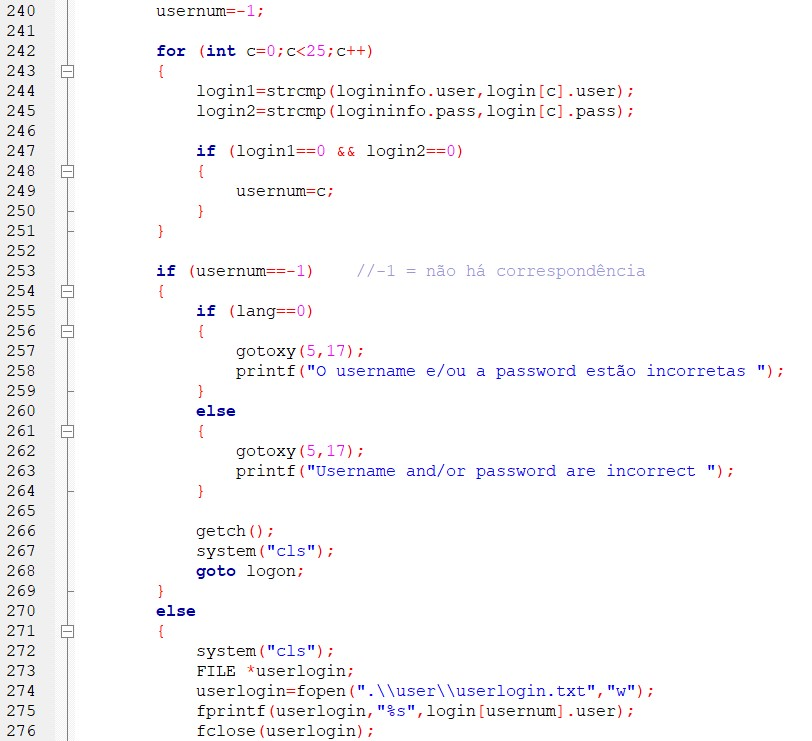 240 usernum=-1;
241
242 for (int c=0;c<25;c++)
243 {
244 login1=strcmp(logininfo.user,login[c].user);
245 login2=strcmp(logininfo.pass,login[c].pass);
246
247 if (login1==0 && login2==0)
248 {
249 usernum=c;
250 }
251 }
252
253 if (usernum==-1) //-1 = não há correspondência
254 {
255 if (lang==0)
256 {
257 gotoxy(5,17);
258 printf("O username e/ou a password estão incorretas ");
259 }
260 else
261 {
262 gotoxy(5,17);
263 printf("Username and/or password are incorrect ");
264 }
265
266 getch();
267 system("cls");
268 goto logon;
269 }
270 else
271 {
272 system("cls");
273 FILE *userlogin;
274 userlogin=fopen(".\\user\\userlogin.txt","w");
275 fprintf(userlogin,"%s",login[usernum].user);
276 fclose(userlogin);